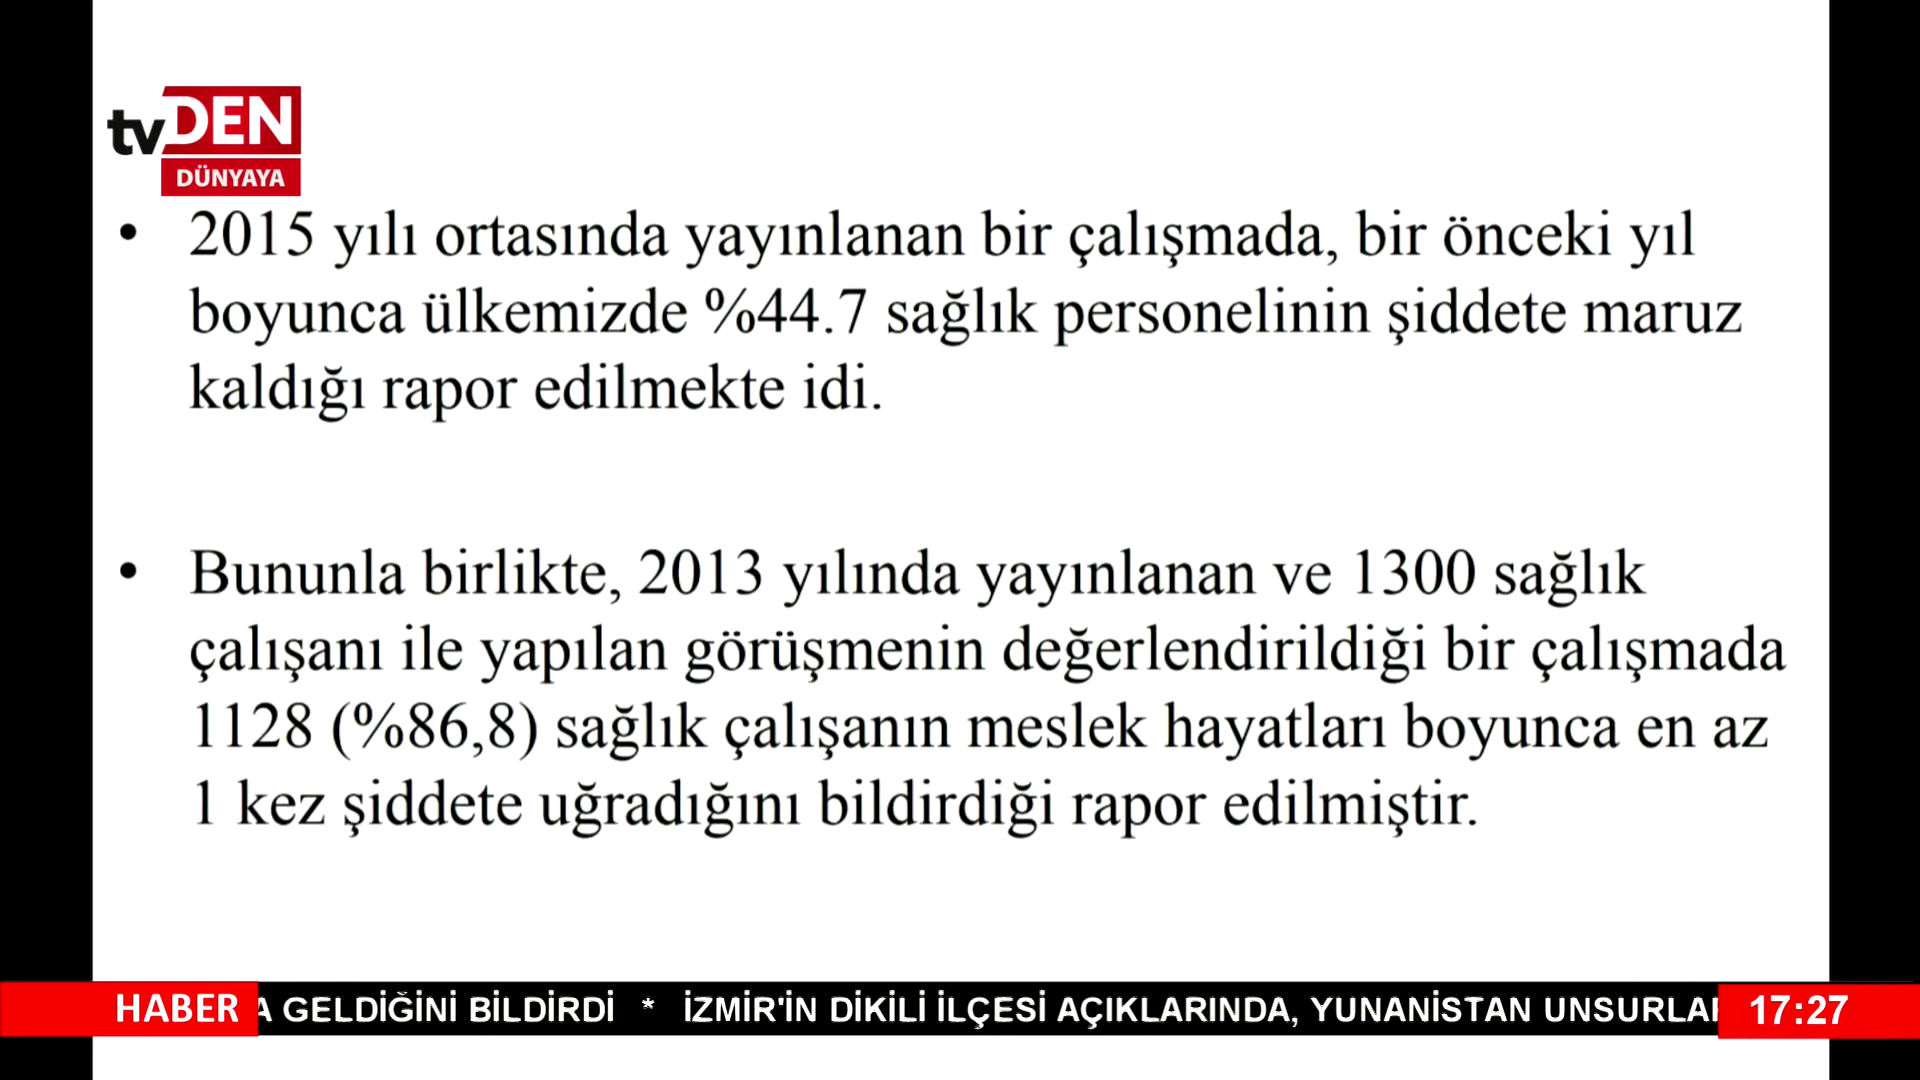 tvDEN
DÜNYAYA
• 2015 yılı ortasında yayınlanan bir çalışmada, bir önceki yıl
boyunca ülkemizde %44.7 sağlık personelinin şiddete maruz
kaldığı rapor edilmekte idi.
• Bununla birlikte, 2013 yılında yayınlanan ve 1300 sağlık
çalışanı ile yapılan görüşmenin değerlendirildiği bir çalışmada
1128 (%86,8) sağlık çalışanın meslek hayatları boyunca en az
1 kez şiddete uğradığını bildirdiği rapor edilmiştir.
HABER A GELDİĞİNİ BİLDİRDİ * İZMİR'İN DİKİLİ İLÇESİ AÇIKLARINDA, YUNANİSTAN 17:27